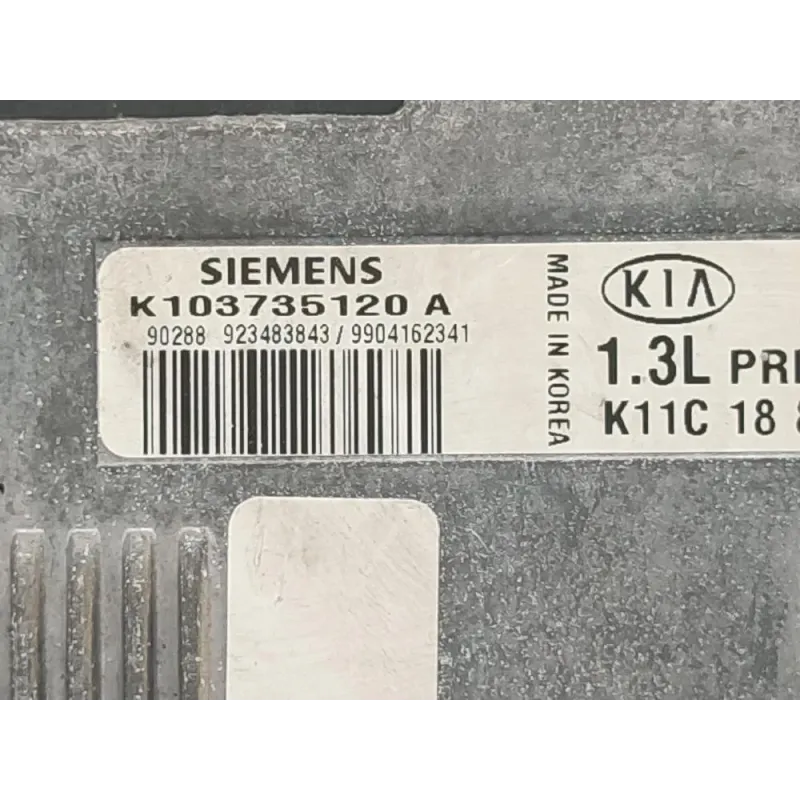 SIEMENS
K103735120 A
90288 923483843/9904162341
MADE IN KOREA
KIA
1.3L
K11C 18